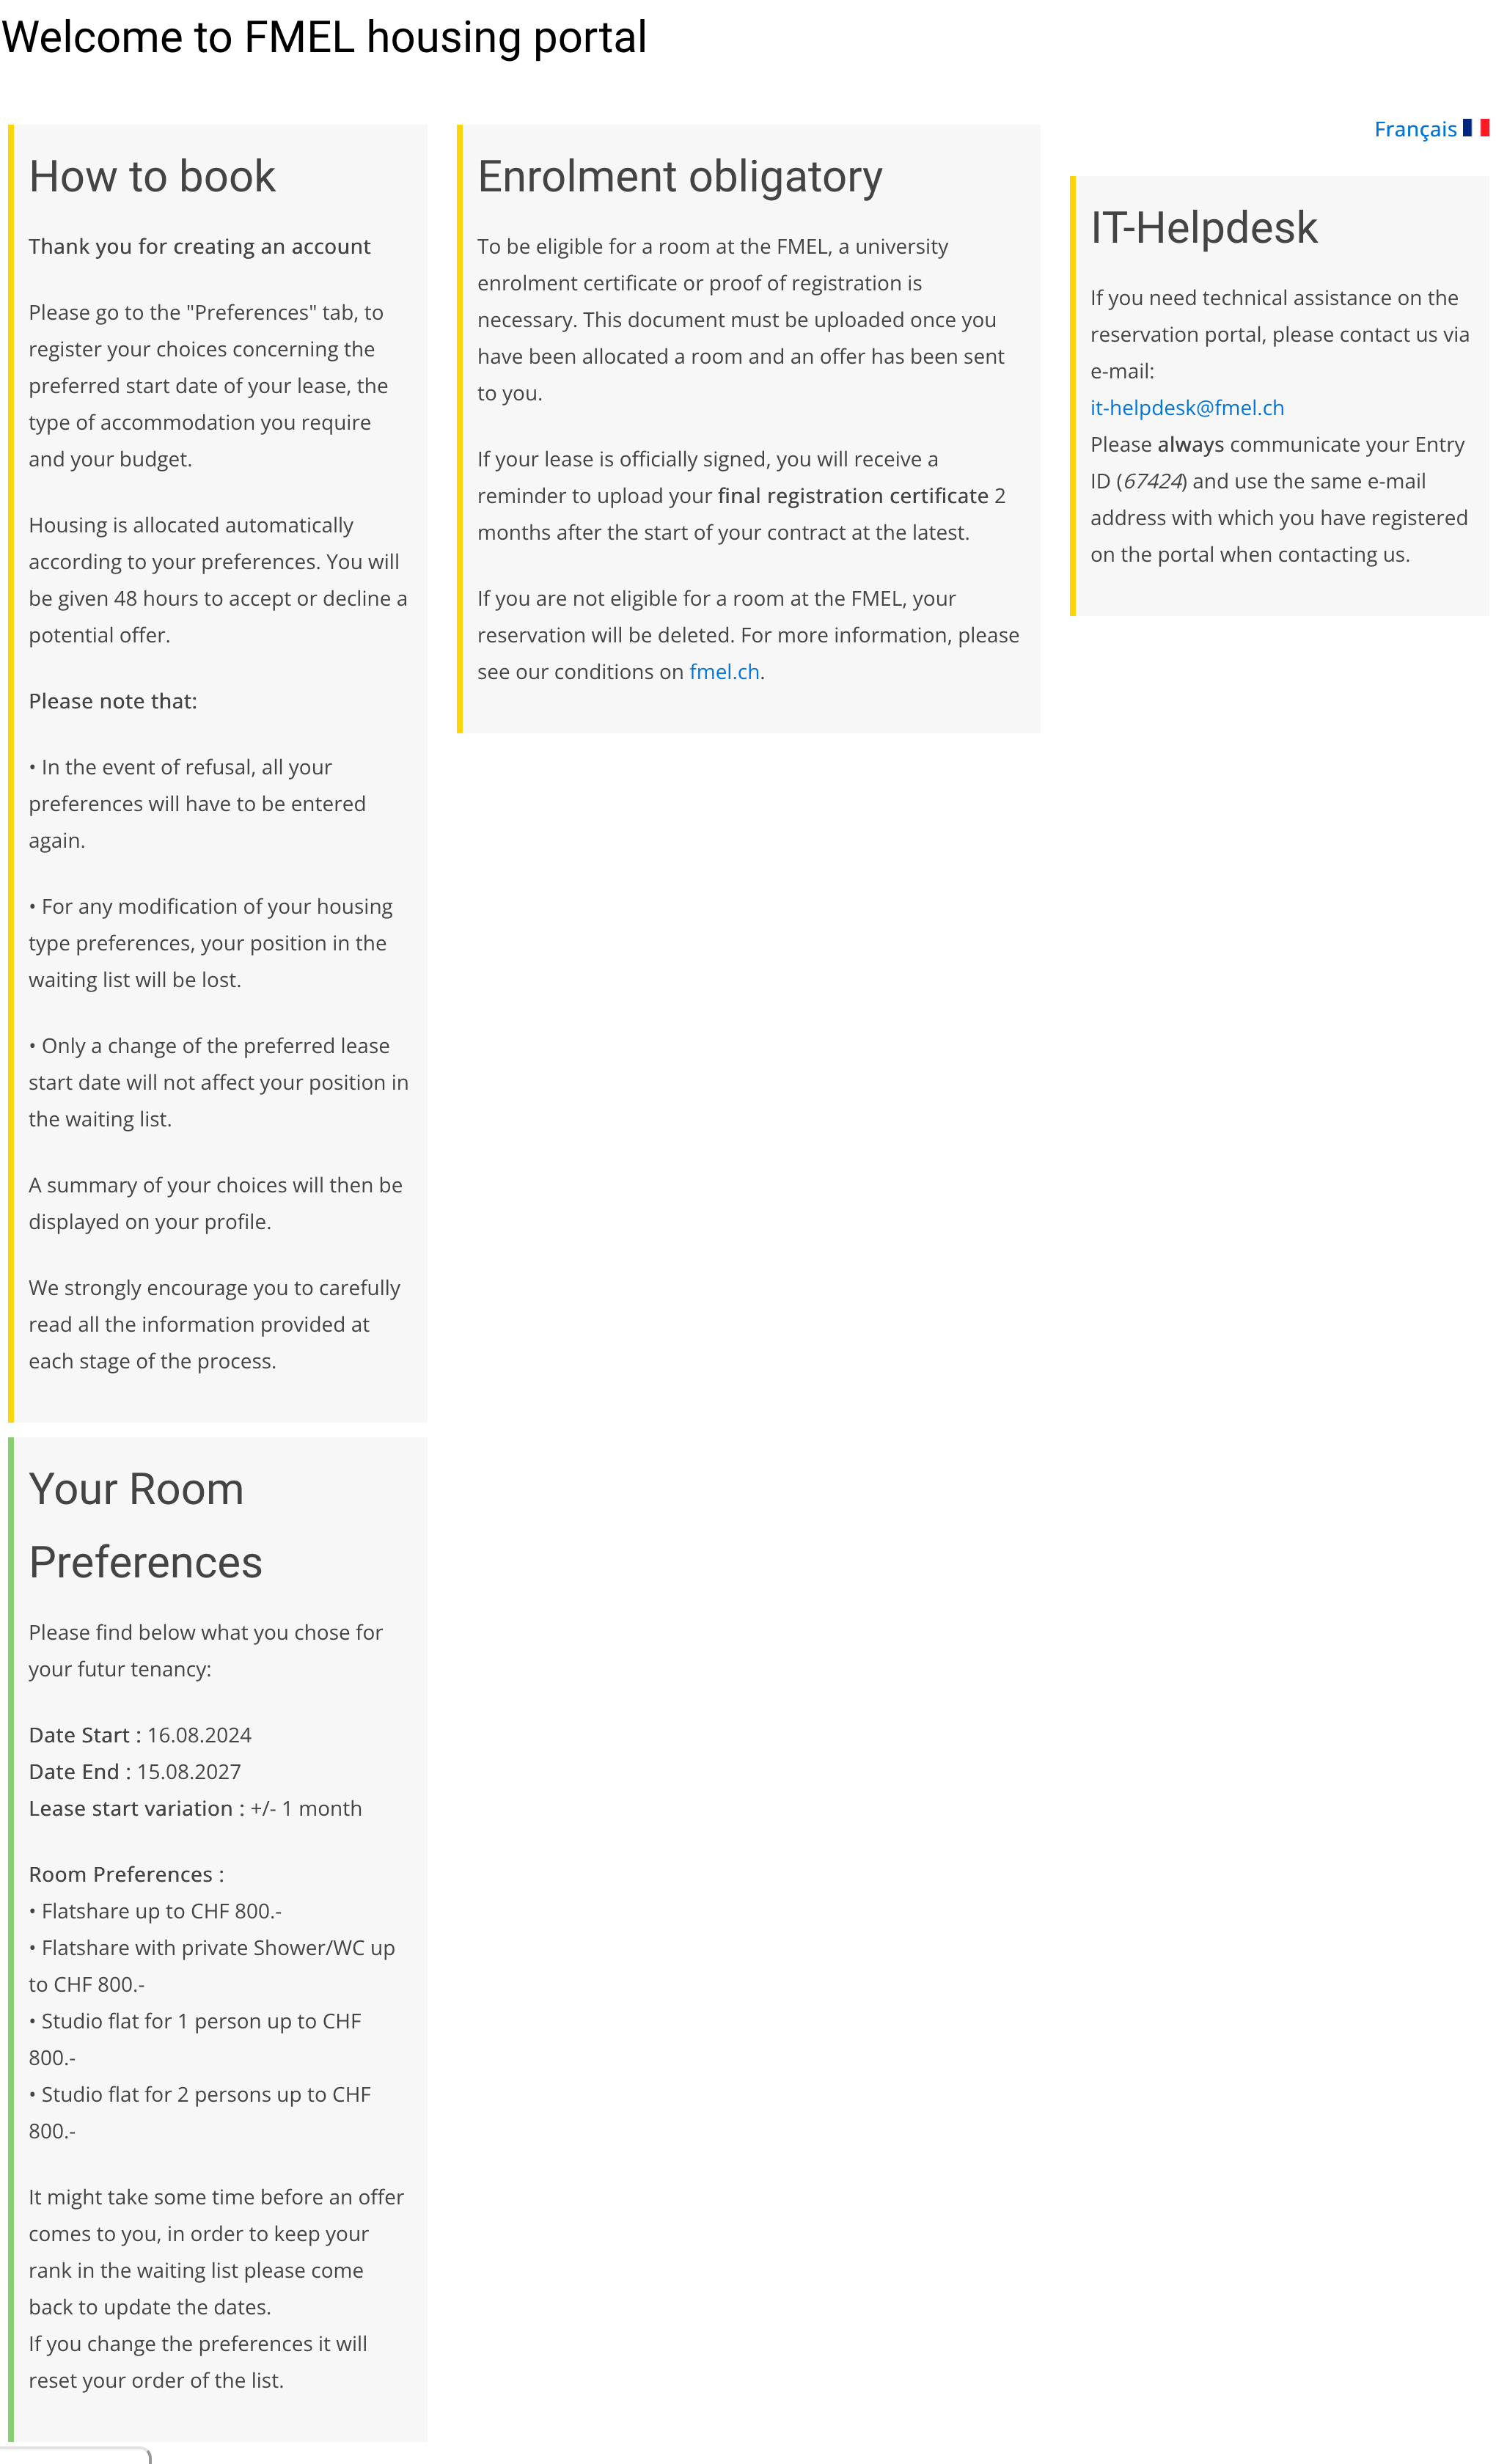 Welcome to FMEL housing portal
How to book
Thank you for creating an account
Please go to the "Preferences" tab, to
register your choices concerning the
preferred start date of your lease, the
type of accommodation you require
and your budget.
Housing is allocated automatically
according to your preferences. You will
be given 48 hours to accept or decline a
potential offer.
Please note that:
• In the event of refusal, all your
preferences will have to be entered
again.
• For any modification of your housing
type preferences, your position in the
waiting list will be lost.
• Only a change of the preferred lease
start date will not affect your position in
the waiting list.
A summary of your choices will then be
displayed on your profile.
We strongly encourage you to carefully
read all the information provided at
each stage of the process.
Your Room
Preferences
Please find below what you chose for
your futur tenancy:
Date Start : 16.08.2024
Date End : 15.08.2027
Lease start variation : +/- 1 month
Room Preferences :
• Flatshare up to CHF 800.-
• Flatshare with private Shower/WC up
to CHF 800.-
• Studio flat for 1 person up to CHF
800.-
• Studio flat for 2 persons up to CHF
800.-
It might take some time before an offer
comes to you, in order to keep your
rank in the waiting list please come
back to update the dates.
If you change the preferences it will
reset your order of the list.
Enrolment obligatory
To be eligible for a room at the FMEL, a university
enrolment certificate or proof of registration is
necessary. This document must be uploaded once you
have been allocated a room and an offer has been sent
to you.
If your lease is officially signed, you will receive a
reminder to upload your final registration certificate 2
months after the start of your contract at the latest.
If you are not eligible for a room at the FMEL, your
reservation will be deleted. For more information, please
see our conditions on fmel.ch.
Français
IT-Helpdesk
If you need technical assistance on the
reservation portal, please contact us via
e-mail:
it-helpdesk@fmel.ch
Please always communicate your Entry
ID (67424) and use the same e-mail
address with which you have registered
on the portal when contacting us.